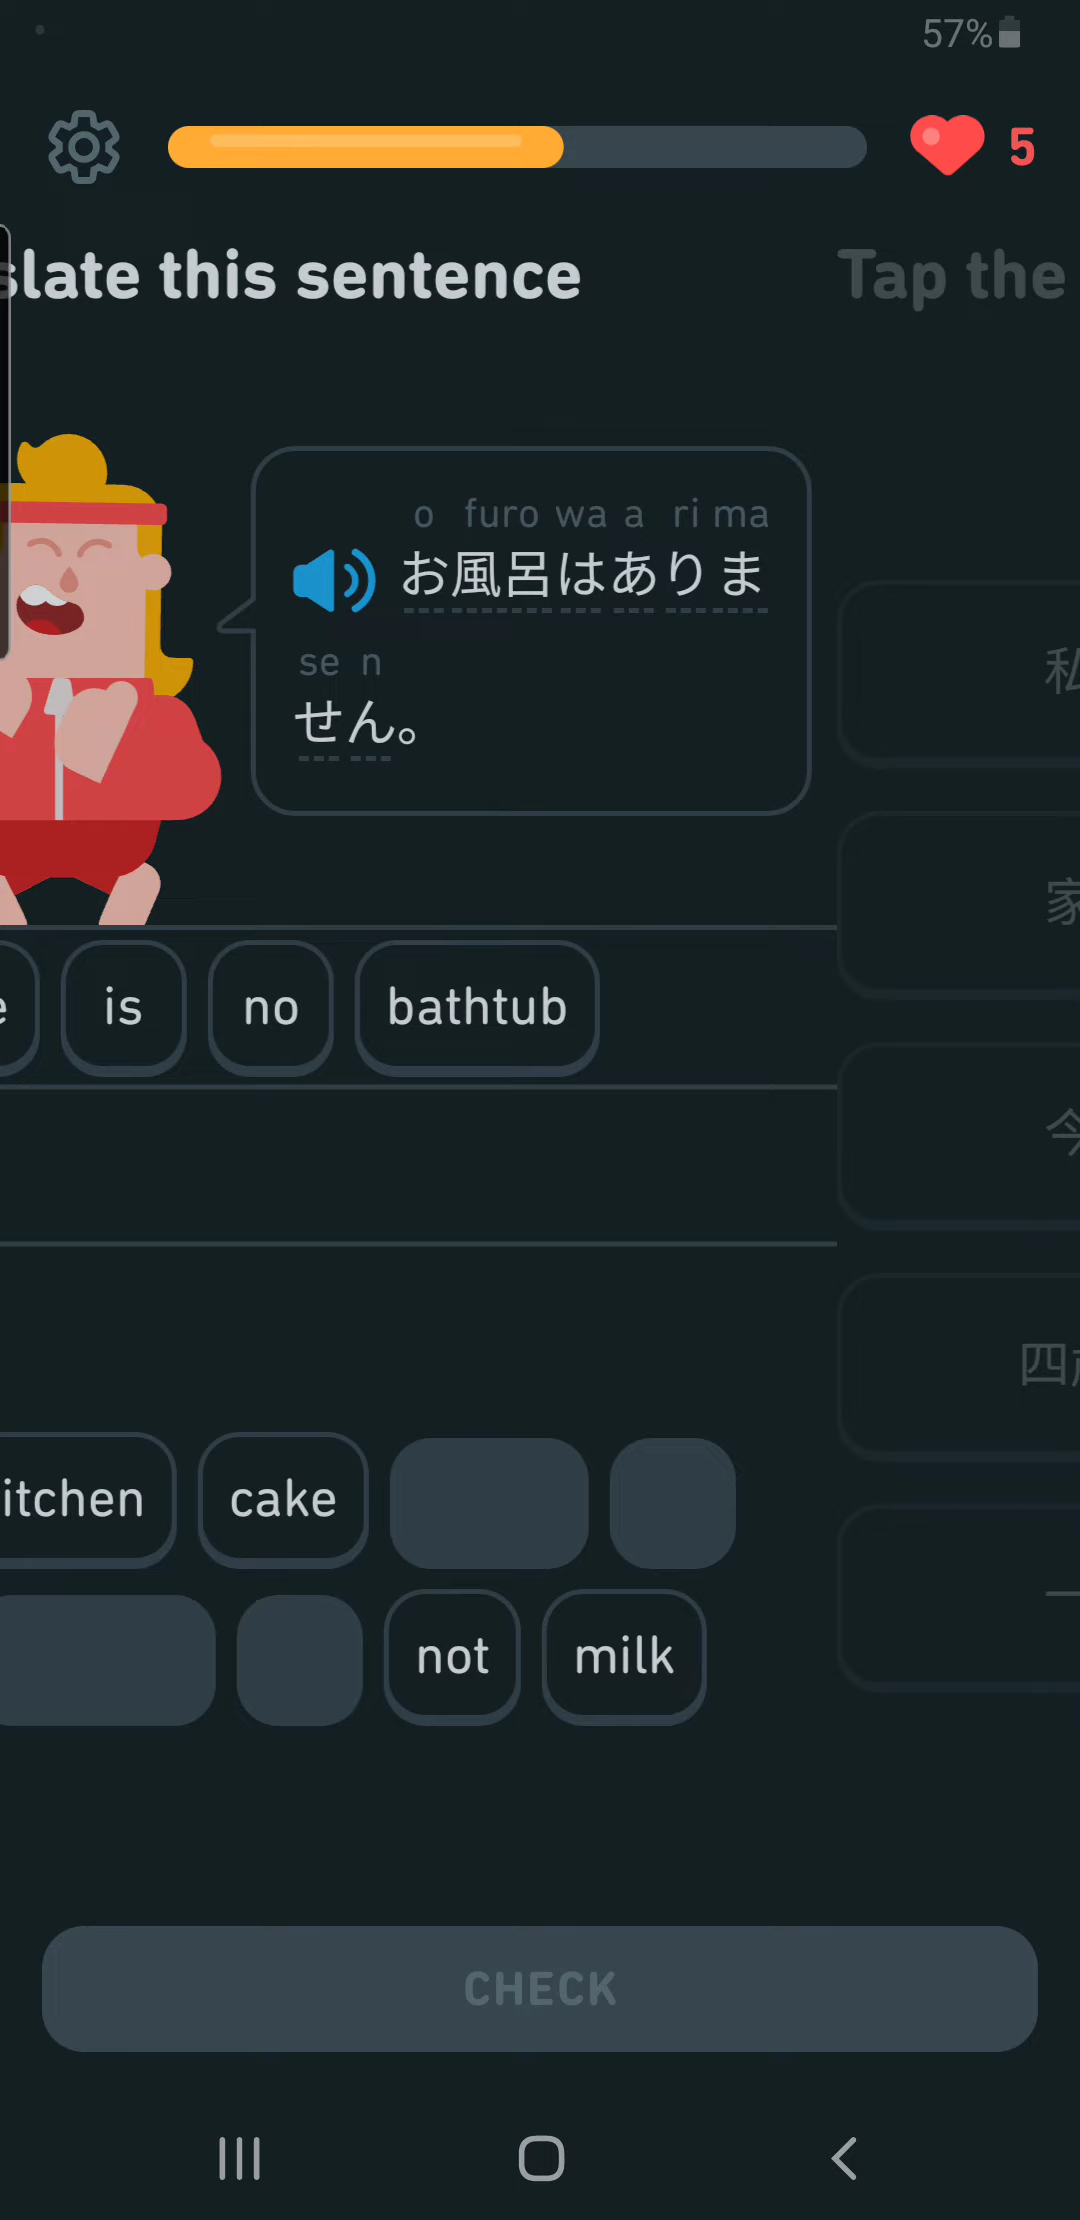 57%
5
slate this sentence
Tap the
o furo wa a ri ma
お風呂はありま
se n
せん。
私
家
e is no bathtub
今
四
itchen cake
not milk
CHECK